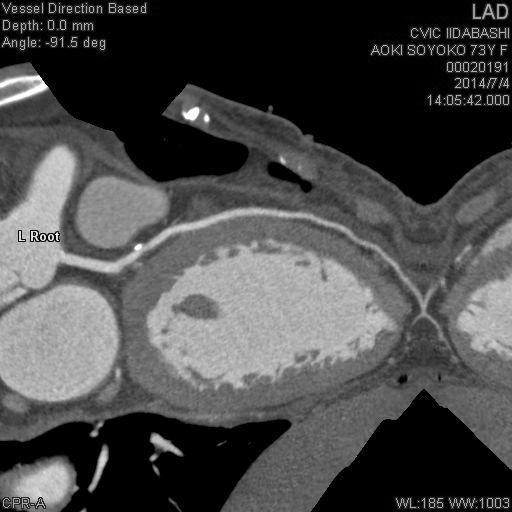 Vessel Direction Based
Depth: 0.0 mm
Angle: -91.5 deg
LAD
CVIC IIDABASHI
AOKI SOYOKO 73Y F
00020191
2014/7/4
14:05:42.000
L Root
CPR-A
WL:185 WW:1003